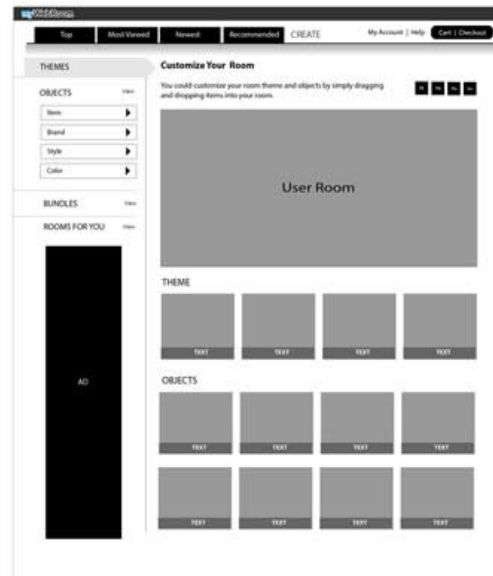 myWebRoom
Top Most Viewed Newest Recommended CREATE My Account | Help Cart | Checkout
THEMES
OBJECTS View
Item
Brand
Style
Color
BUNDLES View
ROOMS FOR YOU View
AD
Customize Your Room
You could customize your room theme and objects by simply dragging
and dropping items into your room.
User Room
THEME
TEXT TEXT TEXT TEXT
OBJECTS
TEXT TEXT TEXT TEXT
TEXT TEXT TEXT TEXT